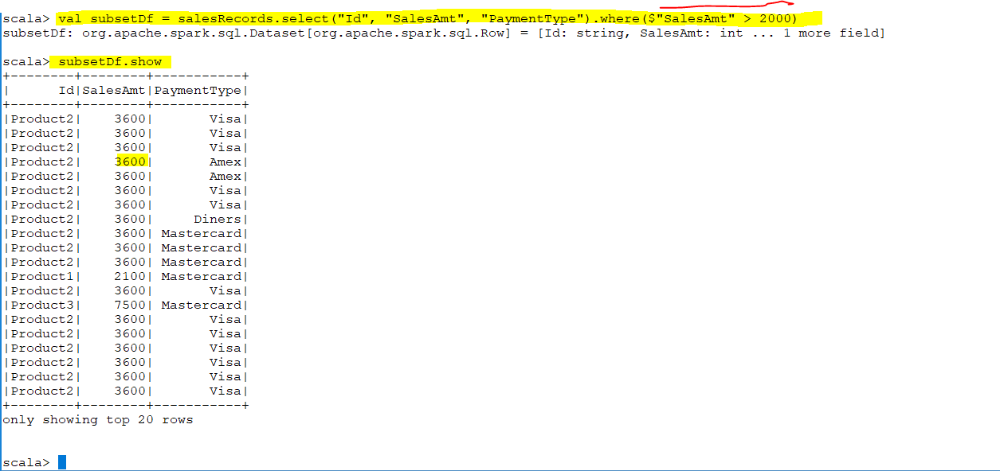 scala> val subsetDf = salesRecords.select("Id", "SalesAmt", "PaymentType").where($"SalesAmt" > 2000)
subsetDf: org.apache.spark.sql.Dataset[org.apache.spark.sql.Row] = [Id: string, SalesAmt: int ... 1 more field]
scala> subsetDf.show
+--------+--------+-----------+
|      Id|SalesAmt|PaymentType|
+--------+--------+-----------+
|Product2|    3600|       Visa|
|Product2|    3600|       Visa|
|Product2|    3600|       Visa|
|Product2|    3600|       Amex|
|Product2|    3600|       Amex|
|Product2|    3600|       Visa|
|Product2|    3600|       Visa|
|Product2|    3600|     Diners|
|Product2|    3600| Mastercard|
|Product2|    3600| Mastercard|
|Product2|    3600| Mastercard|
|Product1|    2100| Mastercard|
|Product2|    3600|       Visa|
|Product3|    7500| Mastercard|
|Product2|    3600|       Visa|
|Product2|    3600|       Visa|
|Product2|    3600|       Visa|
|Product2|    3600|       Visa|
|Product2|    3600|       Visa|
|Product2|    3600|       Visa|
+--------+--------+-----------+
only showing top 20 rows
scala>